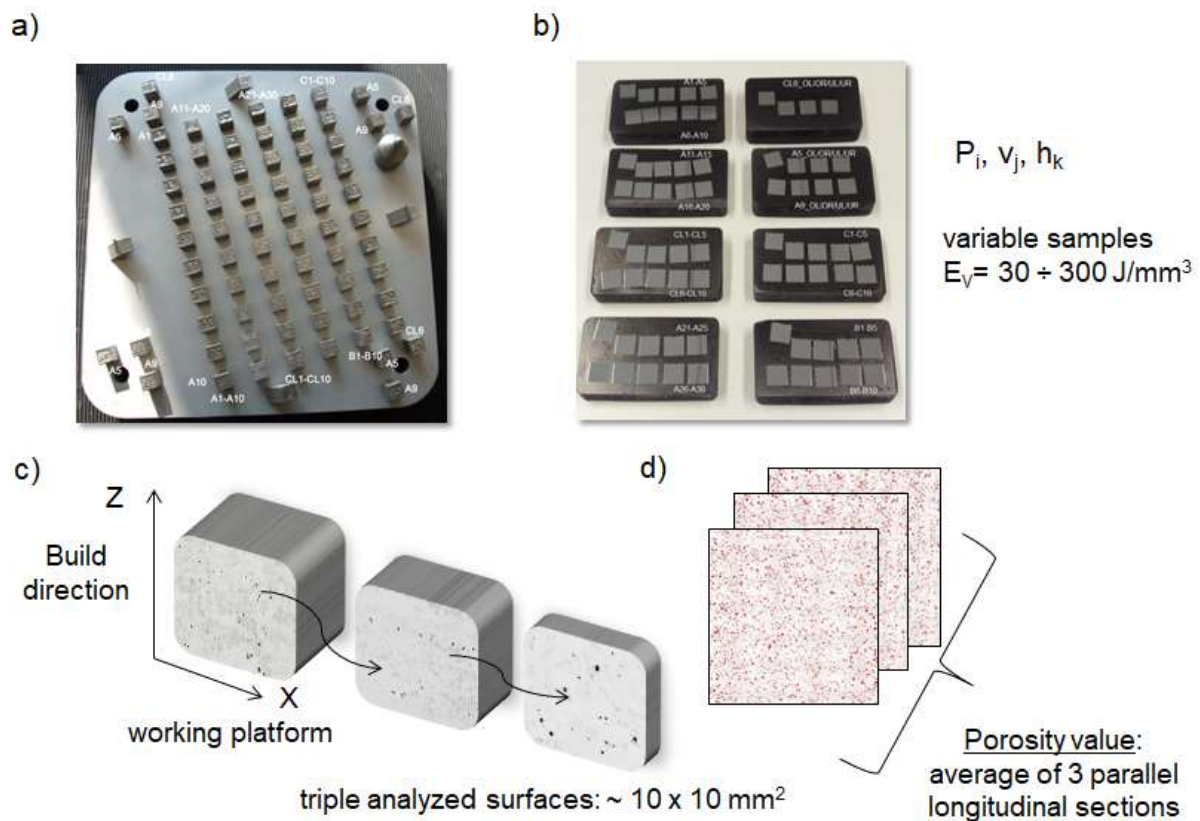 a)
CL6
A9
A11-A20
A21-A30
C1-C10
A5
CL6
A5
A1
A9
CL6
A5
A9
B1-B10
A5
A10
CL1-CL10
A9
A1-A10
b)
A1-A5
A6-A10
CL6_OL/OR/UL/UR
A11-A15
A16-A20
A5_OL/OR/UL/UR
A9_OL/OR/UL/UR
CL1-CL5
CL6-CL10
C1-C5
C6-C10
A21-A25
A26-A30
B1-B5
B6-B10
Pᵢ, vⱼ, hₖ
variable samples
E_V= 30 ÷ 300 J/mm³
c)
Z
Build
direction
X
working platform
triple analyzed surfaces: ~ 10 x 10 mm²
d)
Porosity value:
average of 3 parallel
longitudinal sections